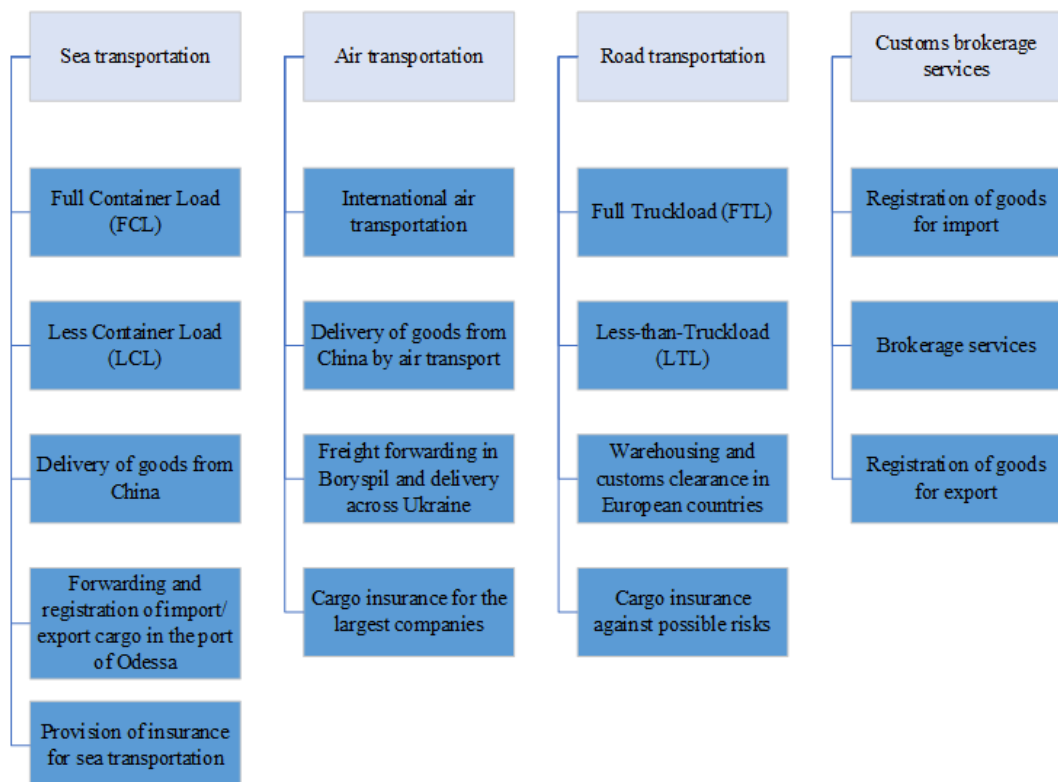 Sea transportation
Full Container Load
(FCL)
Less Container Load
(LCL)
Delivery of goods from
China
Forwarding and
registration of import/
export cargo in the port
of Odessa
Provision of insurance
for sea transportation
Air transportation
International air
transportation
Delivery of goods from
China by air transport
Freight forwarding in
Boryspil and delivery
across Ukraine
Cargo insurance for the
largest companies
Road transportation
Full Truckload (FTL)
Less-than-Truckload
(LTL)
Warehousing and
customs clearance in
European countries
Cargo insurance
against possible risks
Customs brokerage
services
Registration of goods
for import
Brokerage services
Registration of goods
for export